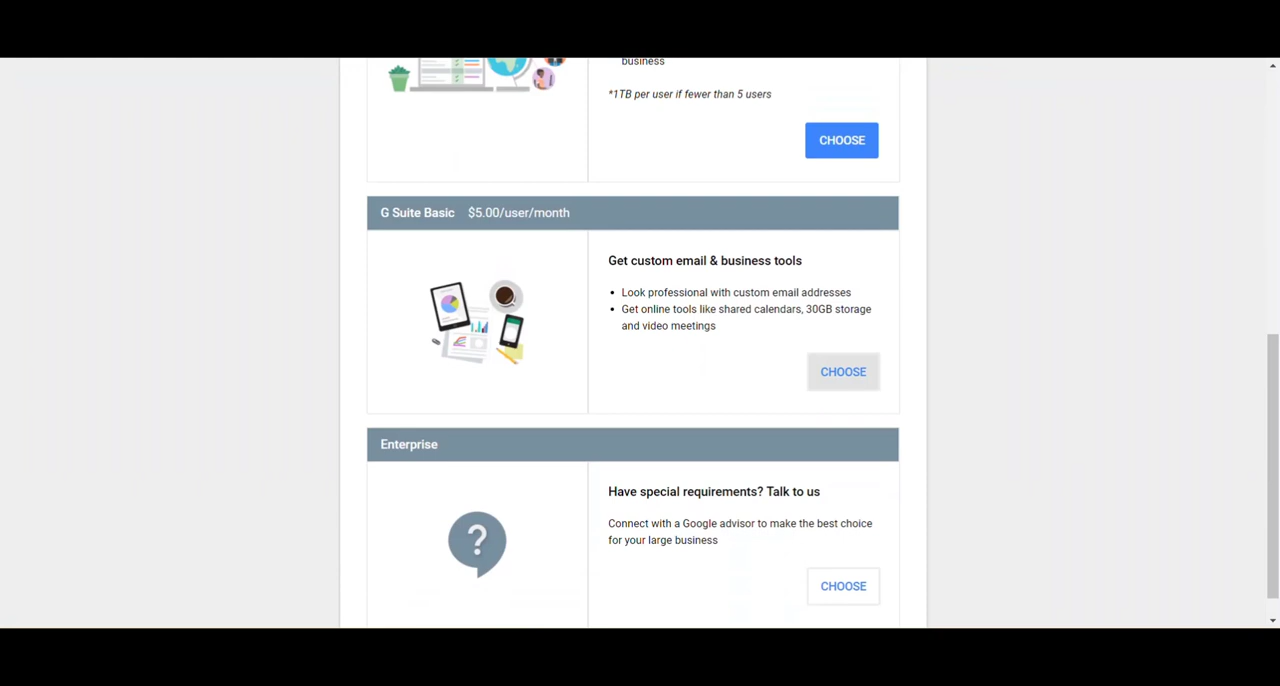 business
*1TB per user if fewer than 5 users
CHOOSE
G Suite Basic $5.00/user/month
Get custom email & business tools
• Look professional with custom email addresses
• Get online tools like shared calendars, 30GB storage
and video meetings
CHOOSE
Enterprise
?
Have special requirements? Talk to us
Connect with a Google advisor to make the best choice
for your large business
CHOOSE